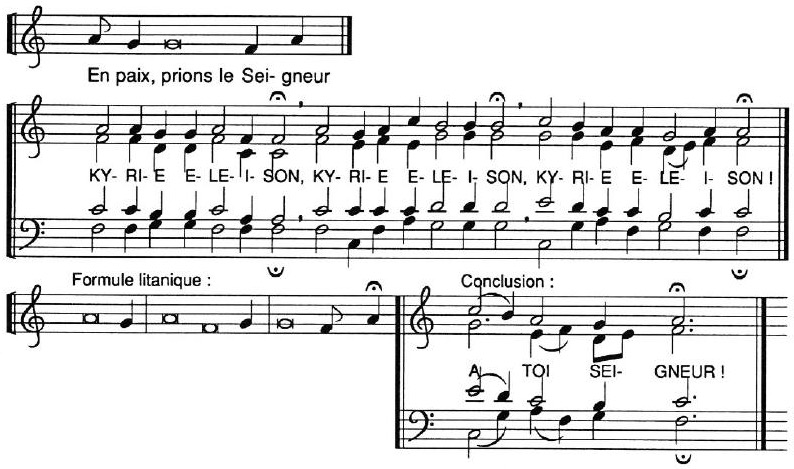 En paix, prions le Sei- gneur
KY- RI- E E- LE- I- SON, KY- RI- E E- LE- I- SON, KY- RI- E E- LE- I- SON !
Formule litanique :
Conclusion :
A TOI SEI- GNEUR !